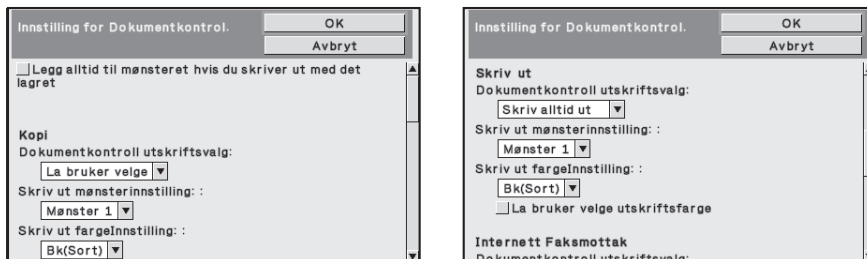 Innstilling for Dokumentkontrol.
OK
Avbryt
Legg alltid til mønsteret hvis du skriver ut med det
lagret
Kopi
Dokumentkontroll utskriftsvalg:
La bruker velge
Skriv ut mønsterinnstilling: :
Mønster 1
Skriv ut fargeInnstilling: :
Bk(Sort)
Innstilling for Dokumentkontrol.
OK
Avbryt
Skriv ut
Dokumentkontroll utskriftsvalg:
Skriv alltid ut
Skriv ut mønsterinnstilling: :
Mønster 1
Skriv ut fargeInnstilling: :
Bk(Sort)
La bruker velge utskriftsfarge
Internett Faksmottak
Dokumentkontroll utskriftsvalg: